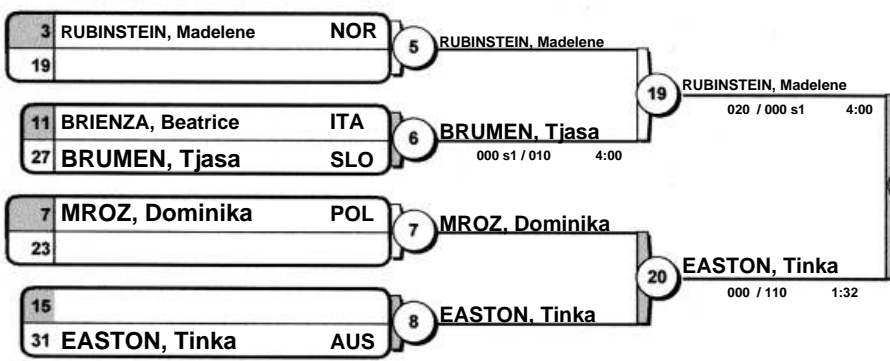 3 RUBINSTEIN, Madelene NOR
19
5 RUBINSTEIN, Madelene
11 BRIENZA, Beatrice ITA
27 BRUMEN, Tjasa SLO
6 BRUMEN, Tjasa
000 s1 / 010 4:00
19 RUBINSTEIN, Madelene
020 / 000 s1 4:00
7 MROZ, Dominika POL
23
7 MROZ, Dominika
15
31 EASTON, Tinka AUS
8 EASTON, Tinka
20 EASTON, Tinka
000 / 110 1:32